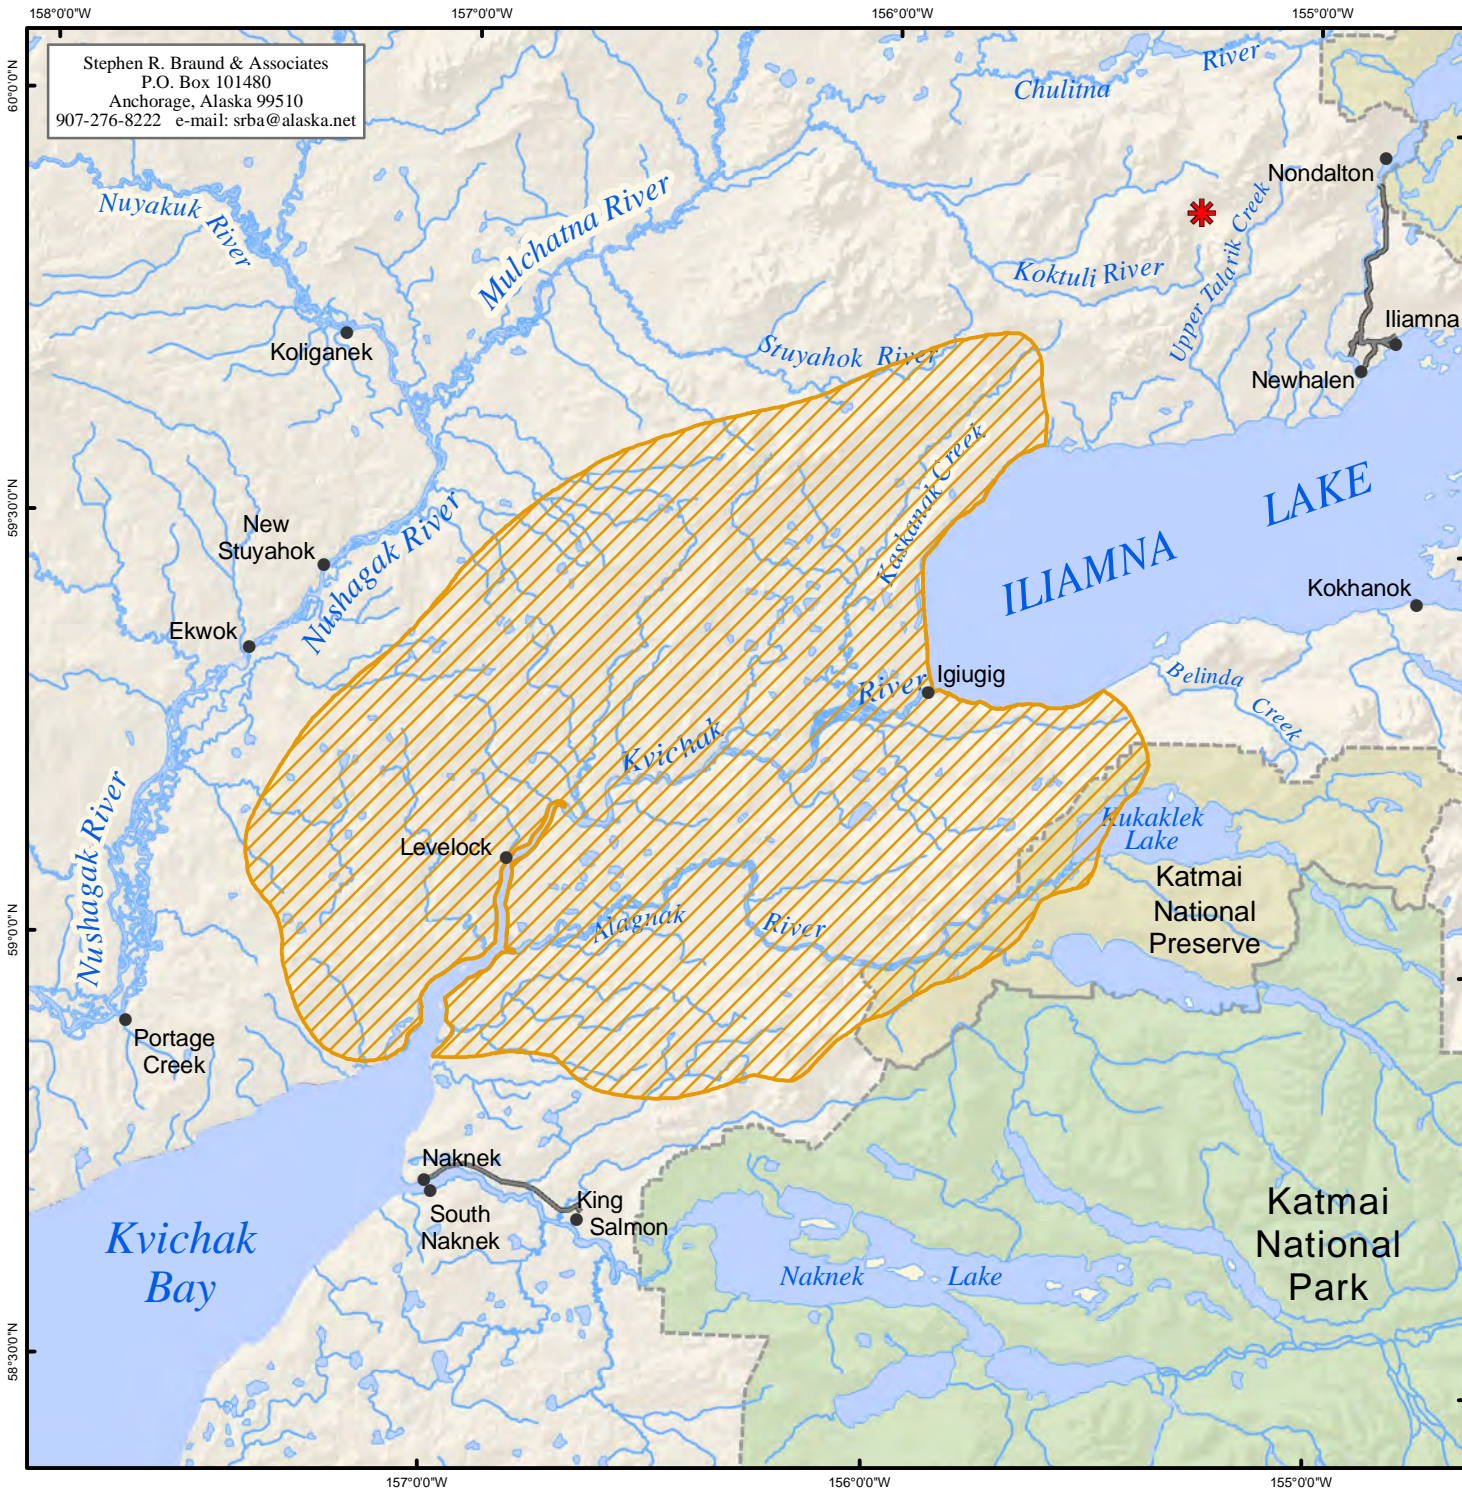 158°0'0"W
157°0'0"W
156°0'0"W
155°0'0"W
Stephen R. Braund & Associates
P.O. Box 101480
Anchorage, Alaska 99510
907-276-8222 e-mail: srba@alaska.net
60°0'0"N
Chulitna River
Nondalton
Nuyakuk River
Mulchatna River
Upper Talarik Creek
Koktuli River
Koliganek
Stuyahok River
Iliamna
Newhalen
Kaskanak Creek
59°30'0"N
New
Stuyahok
Nushagak River
ILIAMNA LAKE
Kokhanok
Ekwok
Igiugig
Belinda Creek
Kvichak River
Nushagak River
Levelock
Kukaklek
Lake
Katmai
National
Preserve
Alagnak River
59°0'0"N
Portage
Creek
Naknek
South
Naknek
King
Salmon
Kvichak
Bay
Naknek Lake
Katmai
National
Park
58°30'0"N
157°0'0"W
156°0'0"W
155°0'0"W